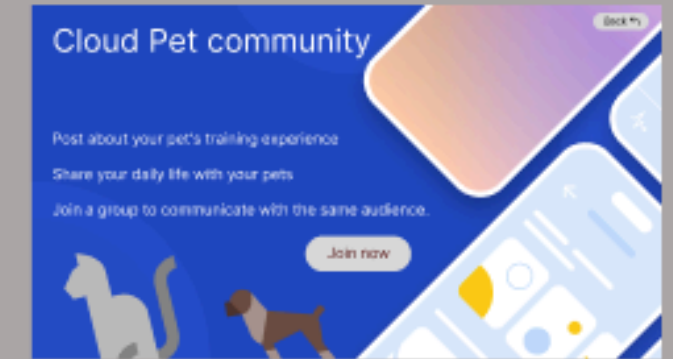 Cloud Pet community
Back
Post about your pet's training experience
Share your daily life with your pets
Join a group to communicate with the same audience.
Join now